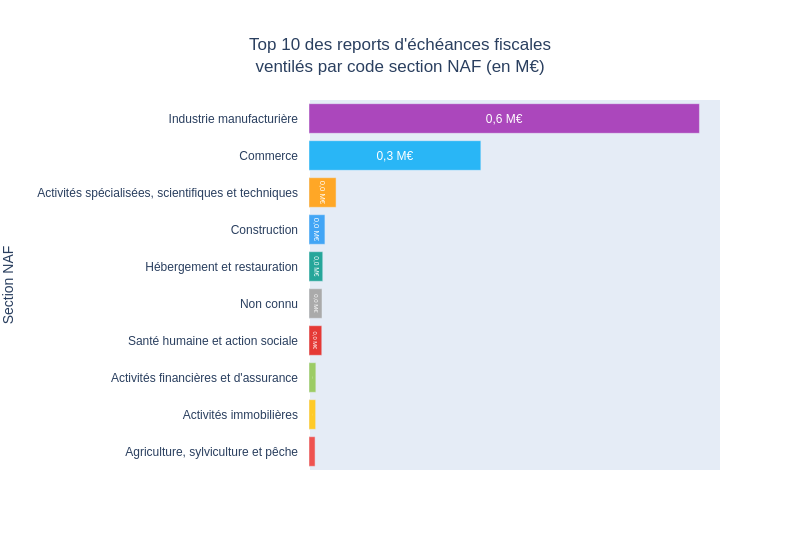 Top 10 des reports d'échéances fiscales
ventilés par code section NAF (en M€)
Section NAF
Industrie manufacturière
0,6 M€
Commerce
0,3 M€
Activités spécialisées, scientifiques et techniques
0,0 M€
Construction
0,0 M€
Hébergement et restauration
0,0 M€
Non connu
0,0 M€
Santé humaine et action sociale
0,0 M€
Activités financières et d'assurance
Activités immobilières
Agriculture, sylviculture et pêche